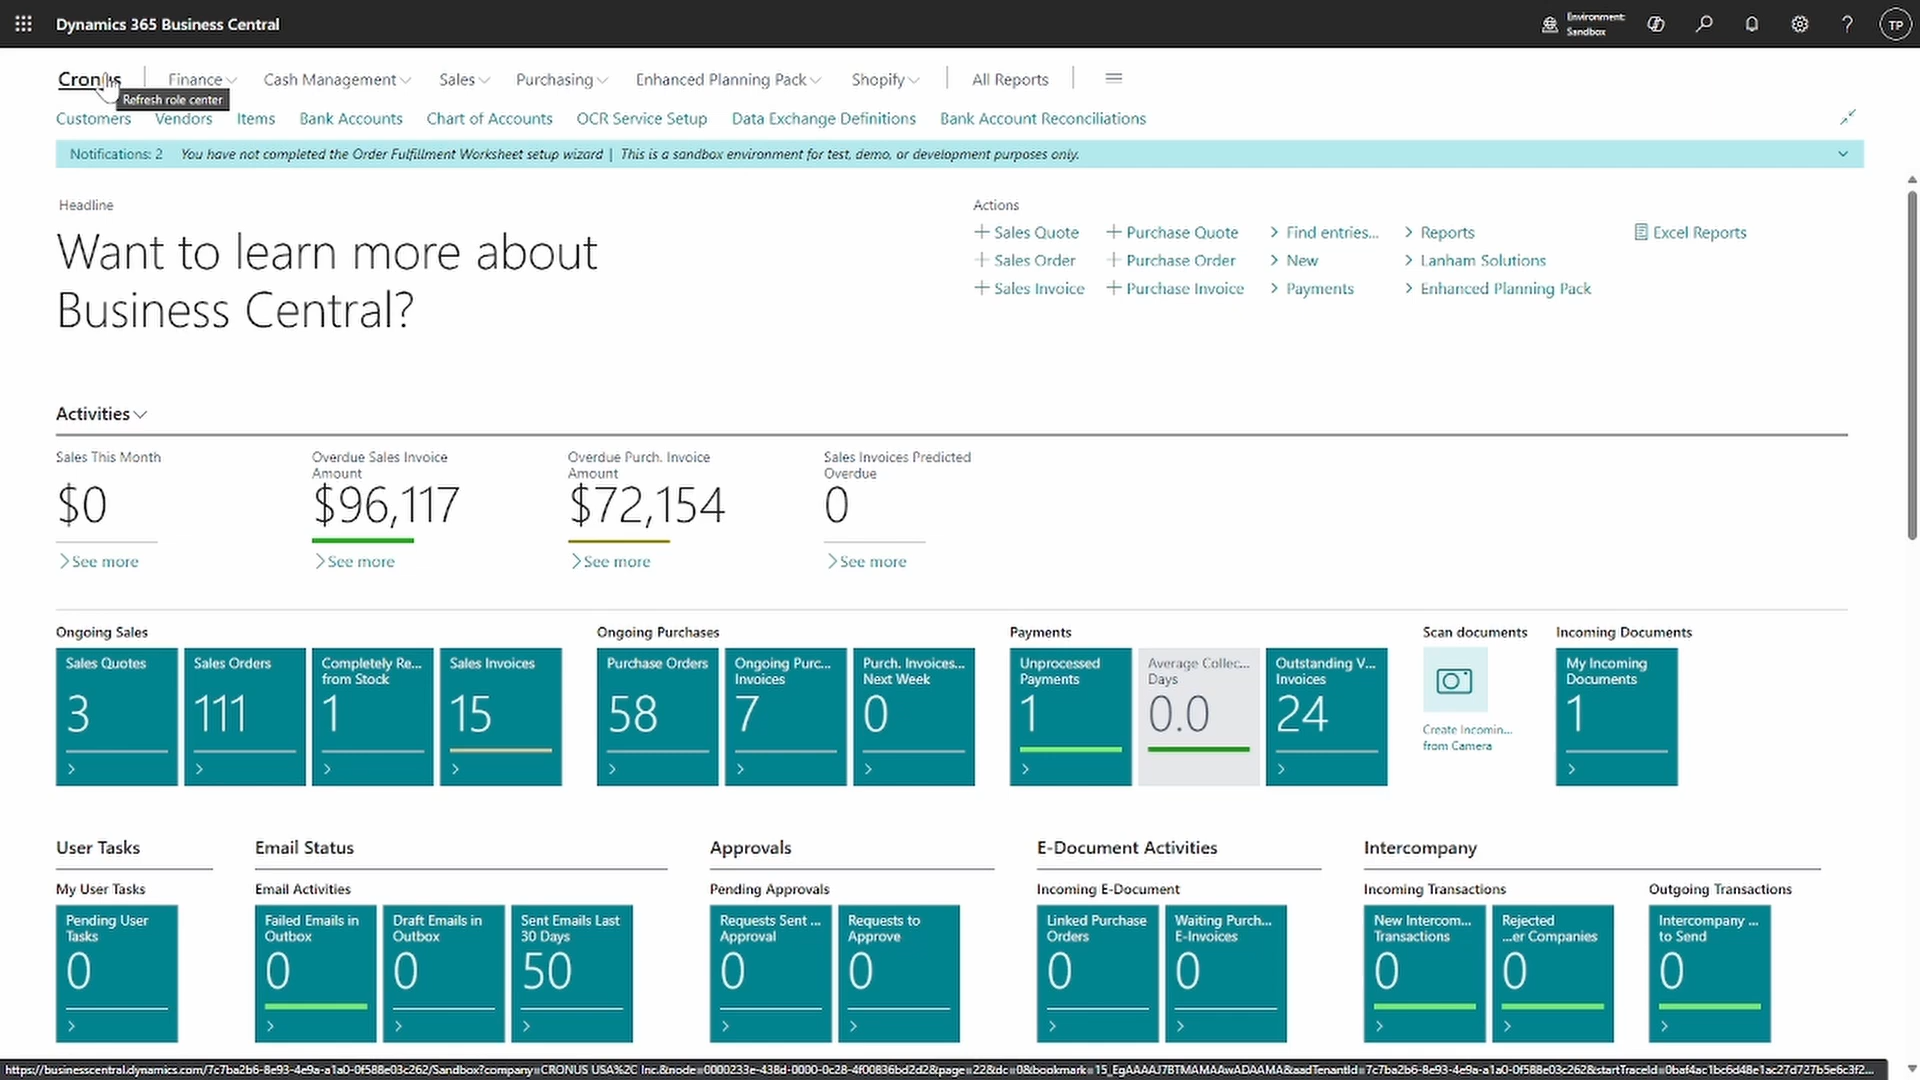 Dynamics 365 Business Central
Environment:
Sandbox
TP
Cronus
Finance
Cash Management
Sales
Purchasing
Enhanced Planning Pack
Shopify
All Reports
Refresh role center
Customers
Vendors
Items
Bank Accounts
Chart of Accounts
OCR Service Setup
Data Exchange Definitions
Bank Account Reconciliations
Notifications: 2 You have not completed the Order Fulfillment Worksheet setup wizard | This is a sandbox environment for test, demo, or development purposes only.
Headline
Want to learn more about
Business Central?
Actions
+ Sales Quote
+ Purchase Quote
> Find entries...
> Reports
Excel Reports
+ Sales Order
+ Purchase Order
> New
> Lanham Solutions
+ Sales Invoice
+ Purchase Invoice
> Payments
> Enhanced Planning Pack
Activities
Sales This Month
$0
>See more
Overdue Sales Invoice
Amount
$96,117
>See more
Overdue Purch. Invoice
Amount
$72,154
>See more
Sales Invoices Predicted
Overdue
0
>See more
Ongoing Sales
Sales Quotes
3
Sales Orders
111
Completely Re...
from Stock
1
Sales Invoices
15
Ongoing Purchases
Purchase Orders
58
Ongoing Purc...
Invoices
7
Purch. Invoices...
Next Week
0
Payments
Unprocessed
Payments
1
Average Collec...
Days
0.0
Outstanding V...
Invoices
24
Scan documents
Create Incomin...
from Camera
Incoming Documents
My Incoming
Documents
1
User Tasks
My User Tasks
Pending User
Tasks
0
Email Status
Email Activities
Failed Emails in
Outbox
0
Draft Emails in
Outbox
0
Sent Emails Last
30 Days
50
Approvals
Pending Approvals
Requests Sent ...
Approval
0
Requests to
Approve
0
E-Document Activities
Incoming E-Document
Linked Purchase
Orders
0
Waiting Purch...
E-Invoices
0
Intercompany
Incoming Transactions
New Intercom...
Transactions
0
Rejected
...er Companies
0
Outgoing Transactions
Intercompany ...
to Send
0